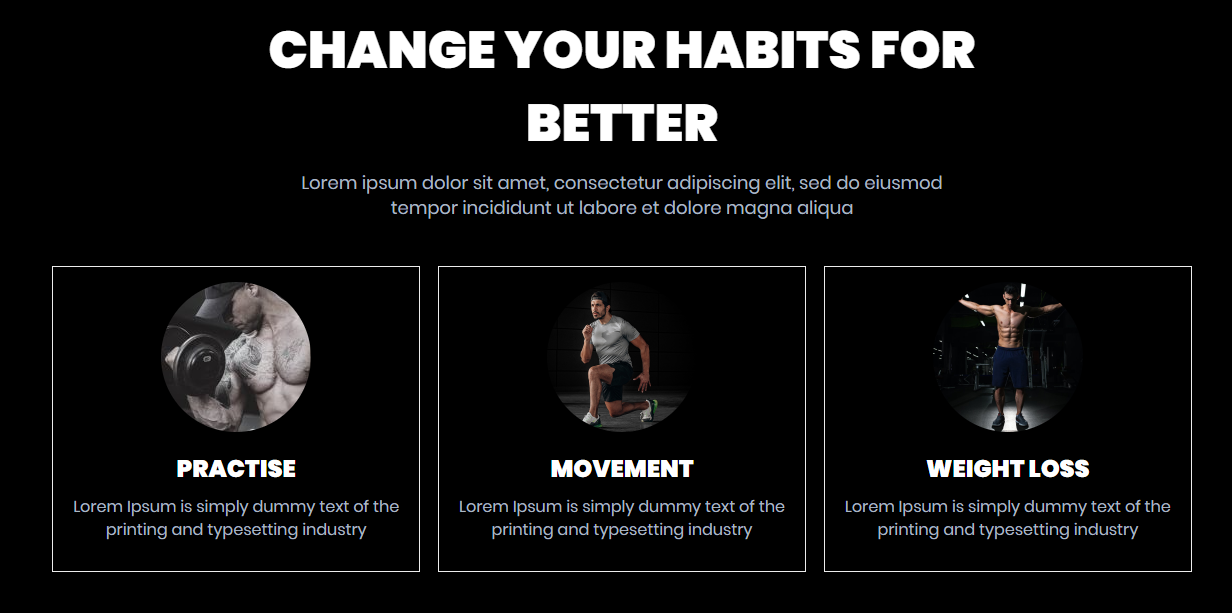 CHANGE YOUR HABITS FOR
BETTER
Lorem ipsum dolor sit amet, consectetur adipiscing elit, sed do eiusmod
tempor incididunt ut labore et dolore magna aliqua
PRACTISE
Lorem Ipsum is simply dummy text of the
printing and typesetting industry
MOVEMENT
Lorem Ipsum is simply dummy text of the
printing and typesetting industry
WEIGHT LOSS
Lorem Ipsum is simply dummy text of the
printing and typesetting industry